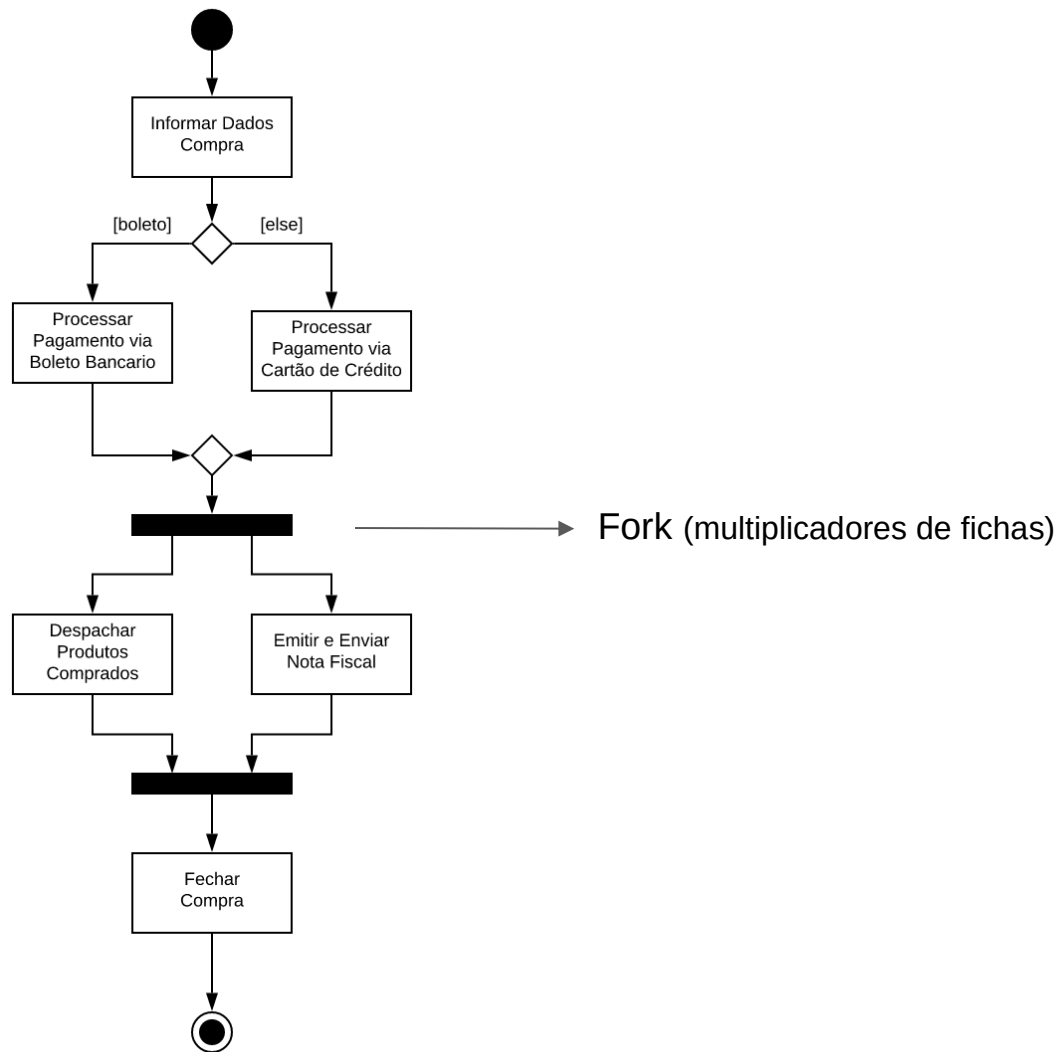 Informar Dados
Compra
[boleto]
[else]
Processar
Pagamento via
Boleto Bancario
Processar
Pagamento via
Cartão de Crédito
Fork (multiplicadores de fichas)
Despachar
Produtos
Comprados
Emitir e Enviar
Nota Fiscal
Fechar
Compra